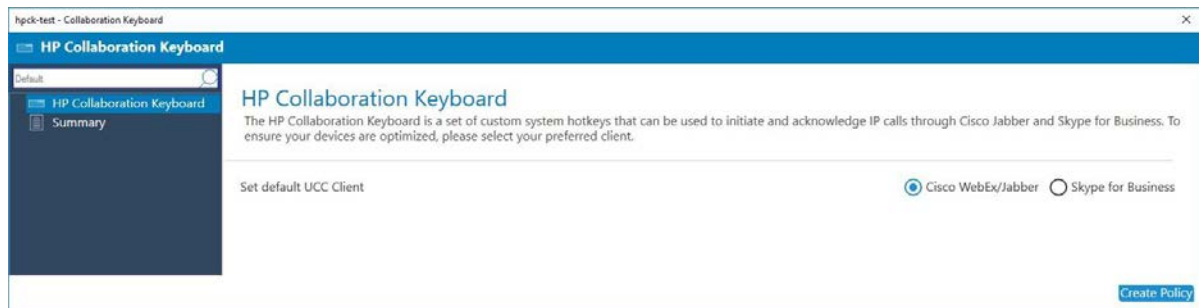 hpck-test - Collaboration Keyboard
HP Collaboration Keyboard
Default
HP Collaboration Keyboard
Summary
HP Collaboration Keyboard
The HP Collaboration Keyboard is a set of custom system hotkeys that can be used to initiate and acknowledge IP calls through Cisco Jabber and Skype for Business. To
ensure your devices are optimized, please select your preferred client.
Set default UCC Client
Cisco WebEx/Jabber
Skype for Business
Create Policy